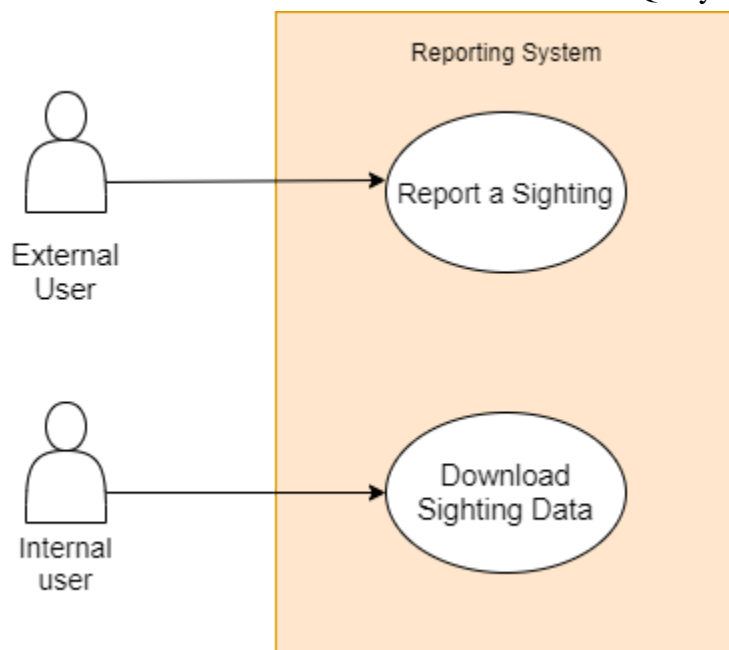 Reporting System
Report a Sighting
External
User
Download
Sighting Data
Internal
user